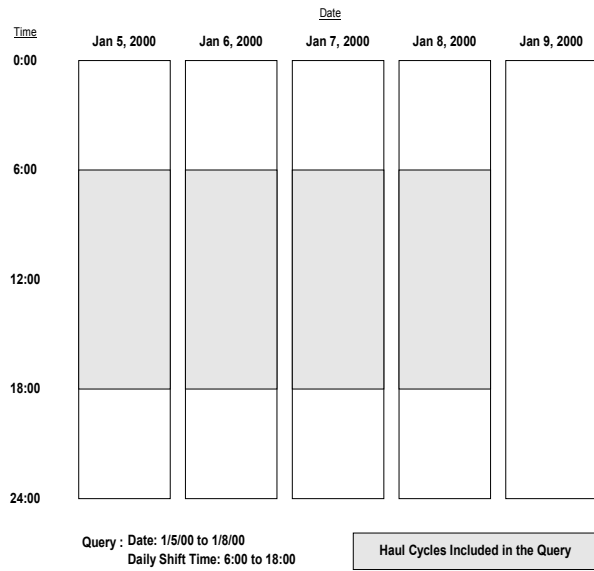 Date
Time
Jan 5, 2000 Jan 6, 2000 Jan 7, 2000 Jan 8, 2000 Jan 9, 2000
0:00
6:00
12:00
18:00
24:00
Query : Date: 1/5/00 to 1/8/00
Daily Shift Time: 6:00 to 18:00
Haul Cycles Included in the Query